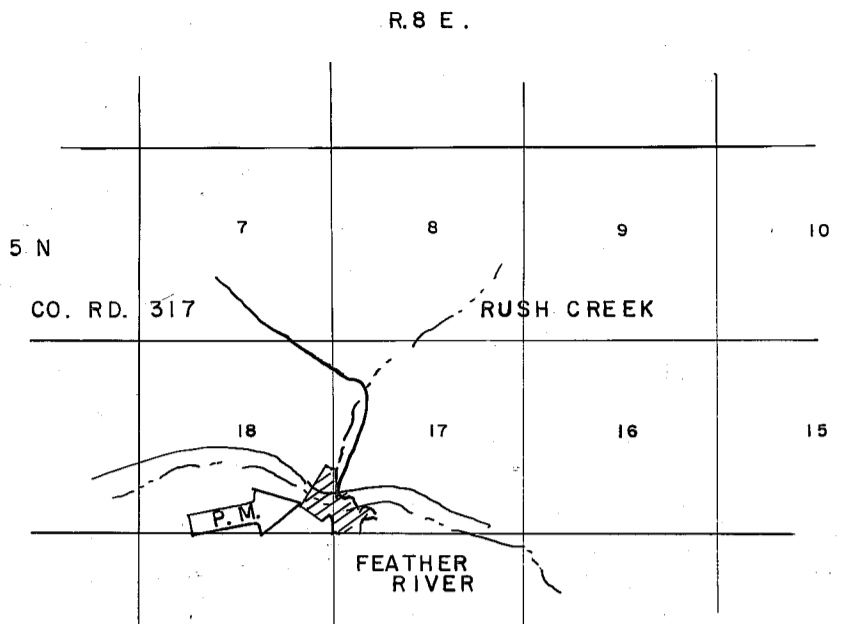 R. 8 E.
7 8 9 10
5 N
CO. RD. 317 RUSH CREEK
18 17 16 15
P. M.
FEATHER
RIVER